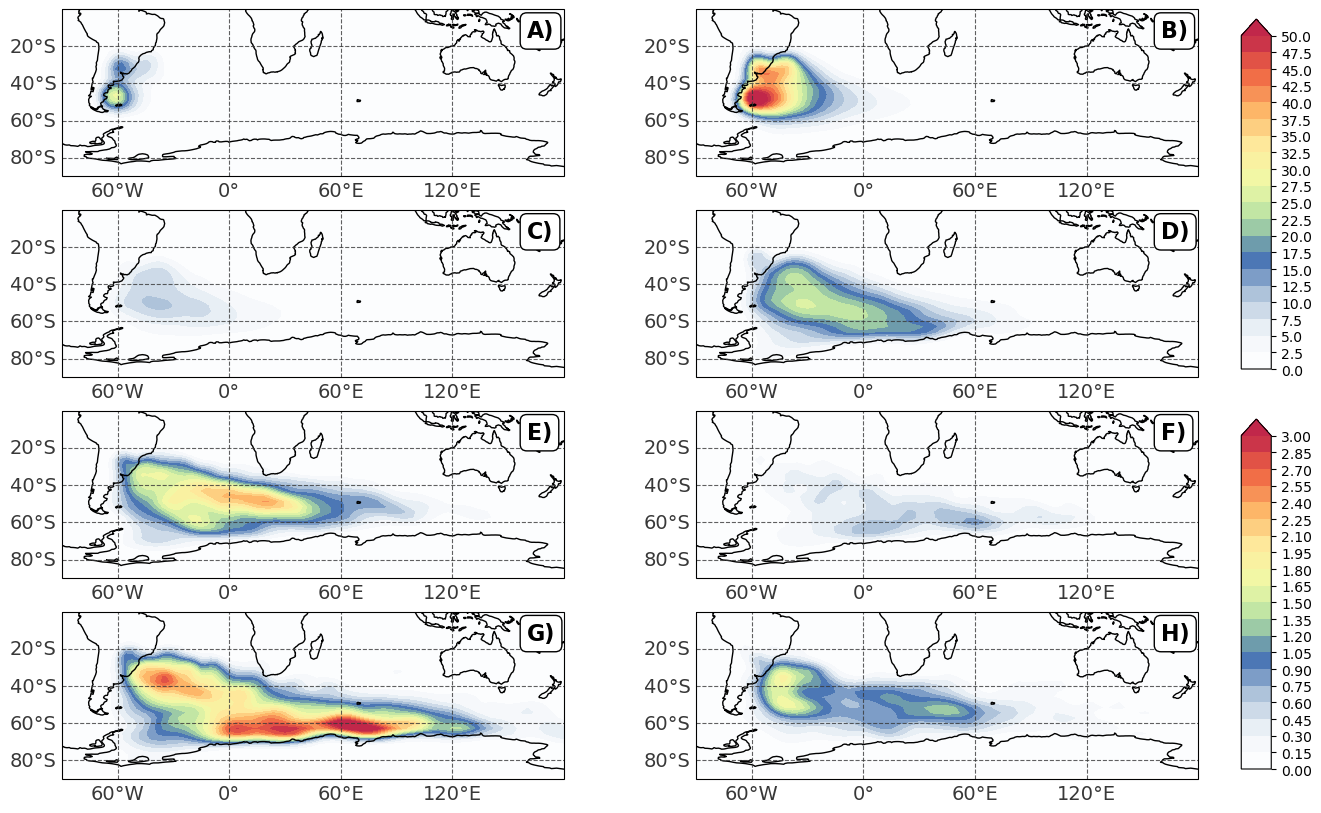 A)
20°S
40°S
60°S
80°S
60°W
0°
60°E
120°E
B)
20°S
40°S
60°S
80°S
60°W
0°
60°E
120°E
C)
20°S
40°S
60°S
80°S
60°W
0°
60°E
120°E
D)
20°S
40°S
60°S
80°S
60°W
0°
60°E
120°E
50.0
47.5
45.0
42.5
40.0
37.5
35.0
32.5
30.0
27.5
25.0
22.5
20.0
17.5
15.0
12.5
10.0
7.5
5.0
2.5
0.0
E)
20°S
40°S
60°S
80°S
60°W
0°
60°E
120°E
F)
20°S
40°S
60°S
80°S
60°W
0°
60°E
120°E
G)
20°S
40°S
60°S
80°S
60°W
0°
60°E
120°E
H)
20°S
40°S
60°S
80°S
60°W
0°
60°E
120°E
3.00
2.85
2.70
2.55
2.40
2.25
2.10
1.95
1.80
1.65
1.50
1.35
1.20
1.05
0.90
0.75
0.60
0.45
0.30
0.15
0.00